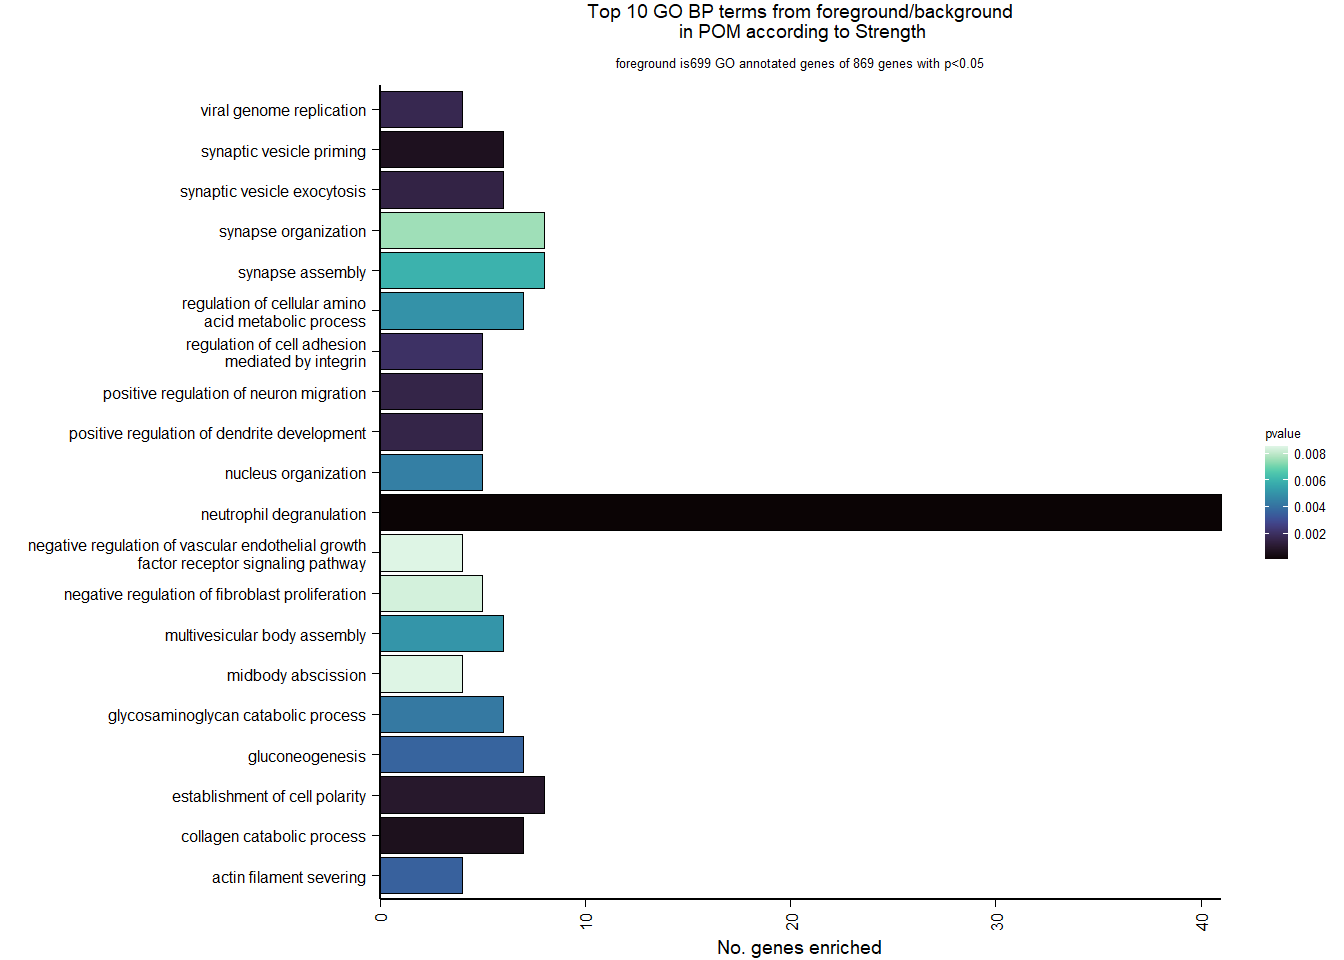 Top 10 GO BP terms from foreground/background
in POM according to Strength
foreground is699 GO annotated genes of 869 genes with p<0.05
viral genome replication
synaptic vesicle priming
synaptic vesicle exocytosis
synapse organization
synapse assembly
regulation of cellular amino
acid metabolic process
regulation of cell adhesion
mediated by integrin
positive regulation of neuron migration
positive regulation of dendrite development
nucleus organization
neutrophil degranulation
negative regulation of vascular endothelial growth
factor receptor signaling pathway
negative regulation of fibroblast proliferation
multivesicular body assembly
midbody abscission
glycosaminoglycan catabolic process
gluconeogenesis
establishment of cell polarity
collagen catabolic process
actin filament severing
0
10
20
30
40
No. genes enriched
pvalue
0.008
0.006
0.004
0.002